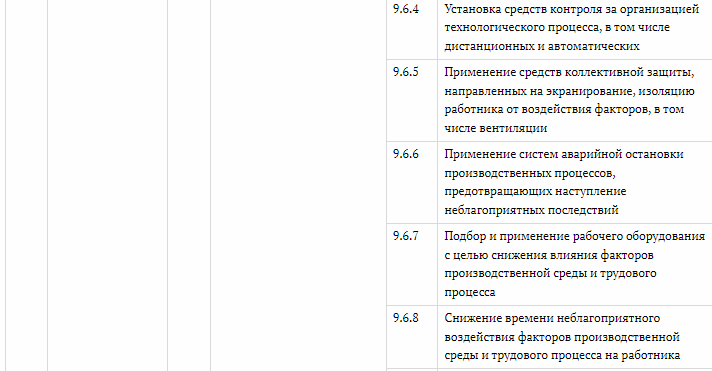 9.6.4 Установка средств контроля за организацией
технологического процесса, в том числе
дистанционных и автоматических
9.6.5 Применение средств коллективной защиты,
направленных на экранирование, изоляцию
работника от воздействия факторов, в том
числе вентиляции
9.6.6 Применение систем аварийной остановки
производственных процессов,
предотвращающих наступление
неблагоприятных последствий
9.6.7 Подбор и применение рабочего оборудования
с целью снижения влияния факторов
производственной среды и трудового
процесса
9.6.8 Снижение времени неблагоприятного
воздействия факторов производственной
среды и трудового процесса на работника